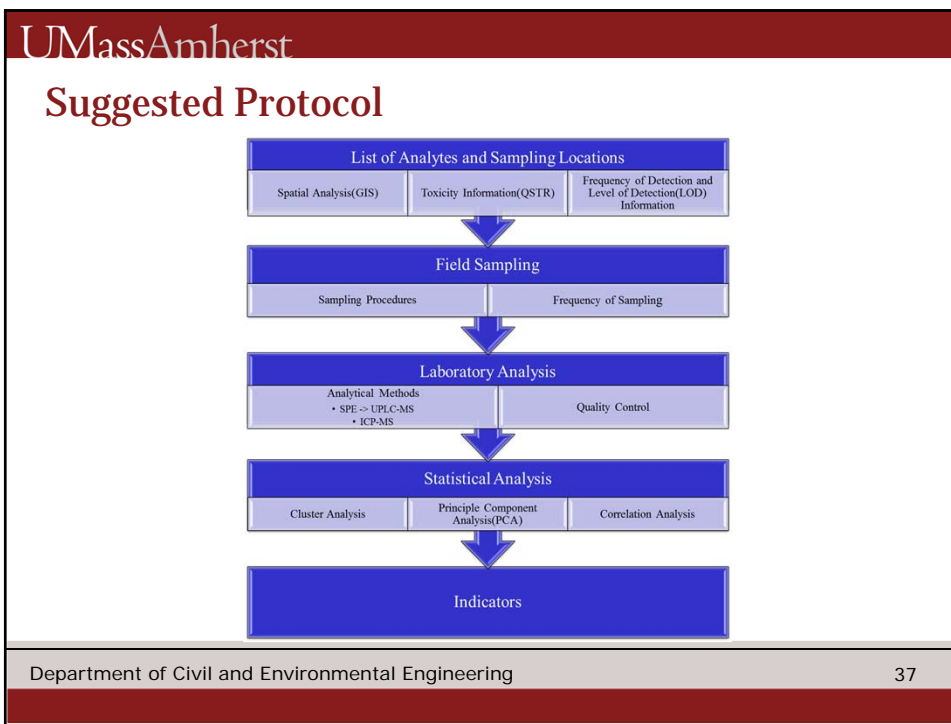 UMassAmherst
Suggested Protocol
List of Analytes and Sampling Locations
Spatial Analysis(GIS)
Toxicity Information(QSTR)
Frequency of Detection and
Level of Detection(LOD)
Information
Field Sampling
Sampling Procedures
Frequency of Sampling
Laboratory Analysis
Analytical Methods
• SPE -> UPLC-MS
• ICP-MS
Quality Control
Statistical Analysis
Cluster Analysis
Principle Component
Analysis(PCA)
Correlation Analysis
Indicators
Department of Civil and Environmental Engineering
37